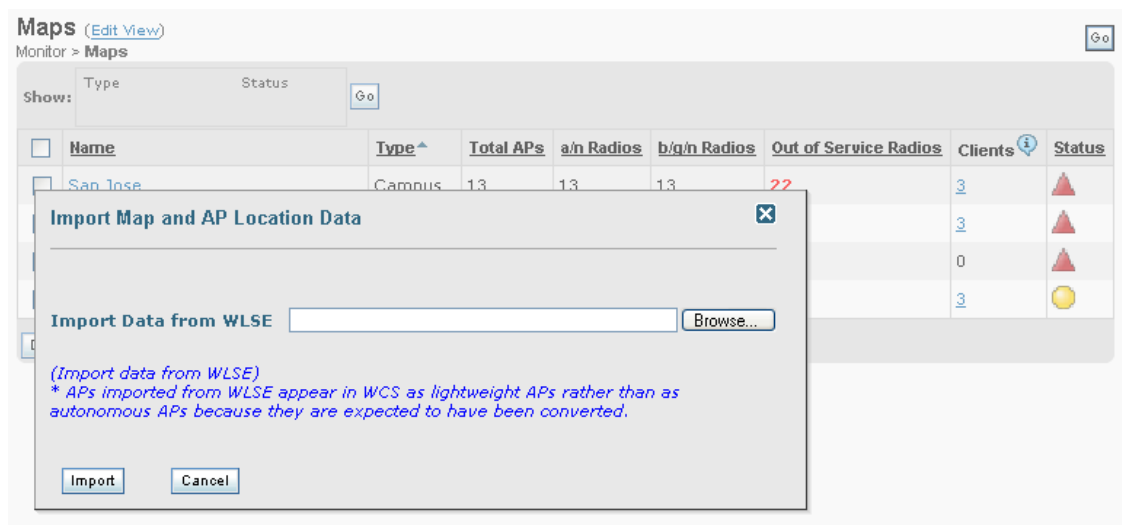 Maps (Edit View)
Go
Monitor > Maps
Type Status
Show: Go
Name Type Total APs a/n Radios b/g/n Radios Out of Service Radios Clients Status
San Jose Campus 13 13 13 22 3
Import Map and AP Location Data
3
0
Import Data from WLSE Browse... 3
(Import data from WLSE)
* APs imported from WLSE appear in WCS as lightweight APs rather than as
autonomous APs because they are expected to have been converted.
Import Cancel